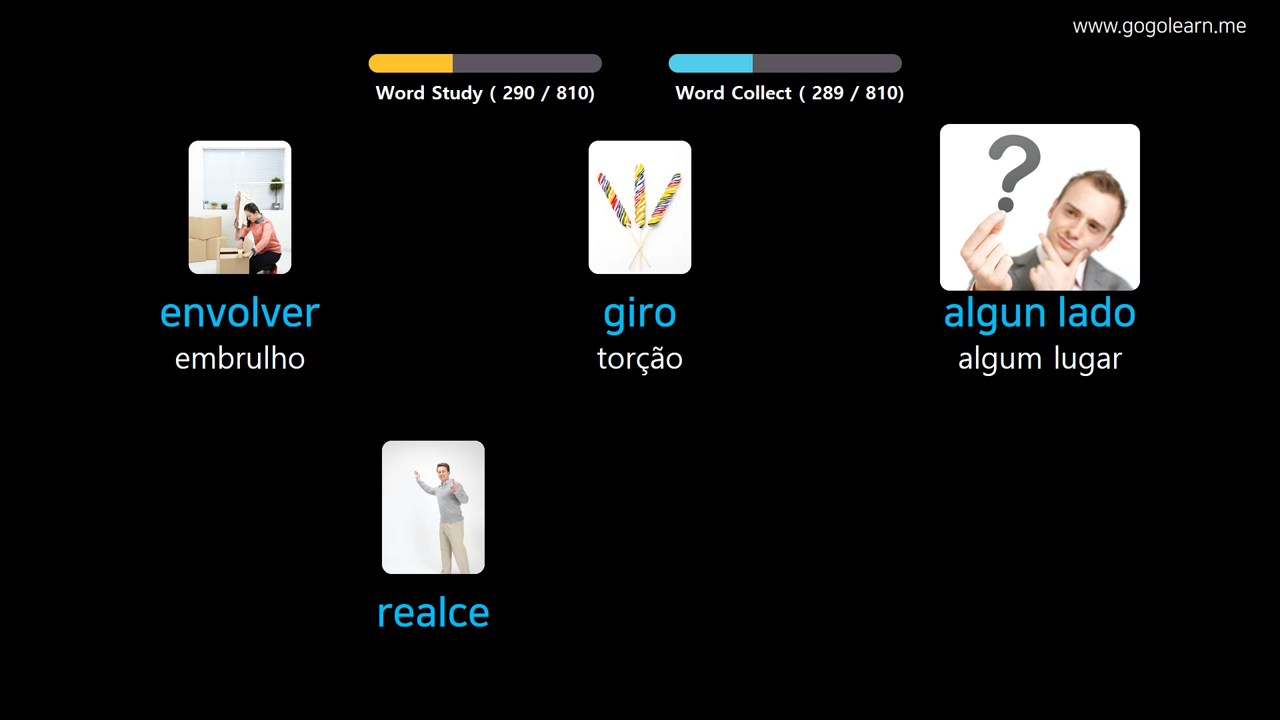 www.gogolearn.me
Word Study ( 290 / 810)
Word Collect ( 289 / 810)
envolver
embrulho
giro
torção
algun lado
algum lugar
realce